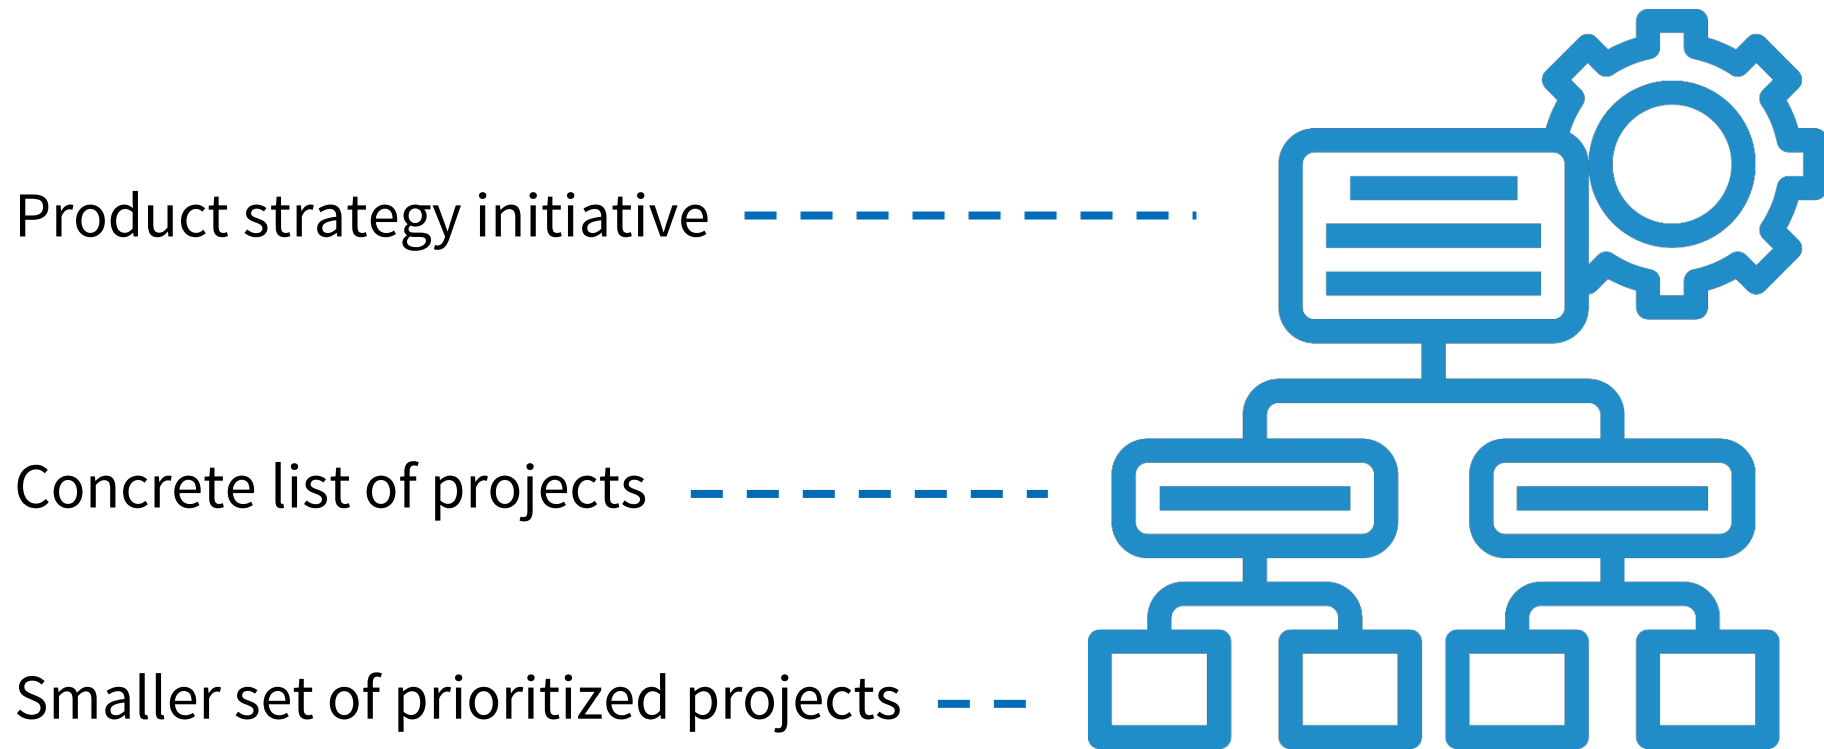 Product strategy initiative
Concrete list of projects
Smaller set of prioritized projects